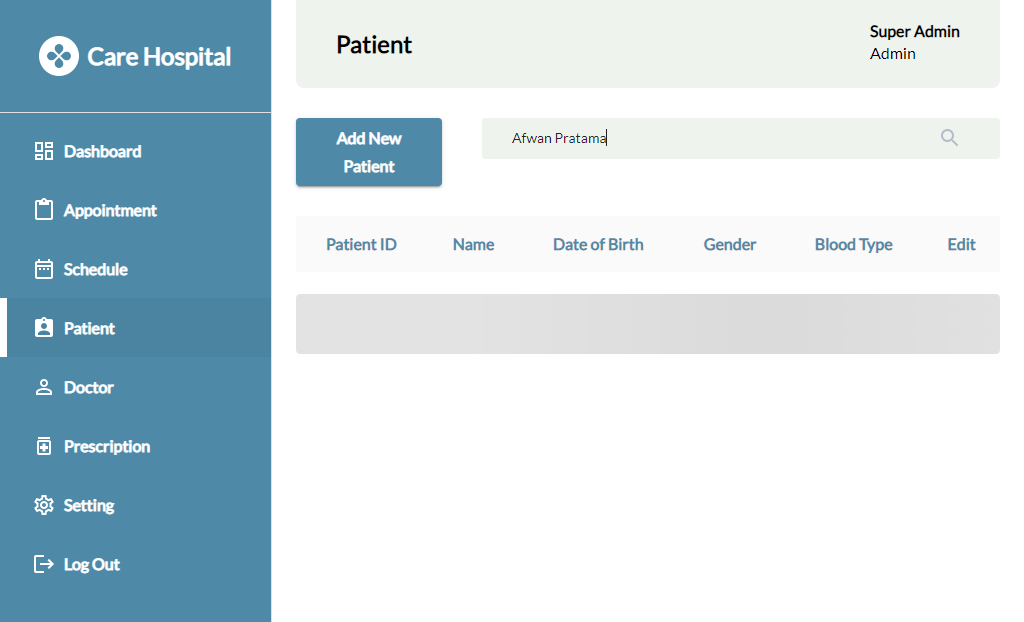 Care Hospital
Dashboard
Appointment
Schedule
Patient
Doctor
Prescription
Setting
Log Out
Patient
Super Admin
Admin
Add New
Patient
Afwan Pratama
Patient ID Name Date of Birth Gender Blood Type Edit